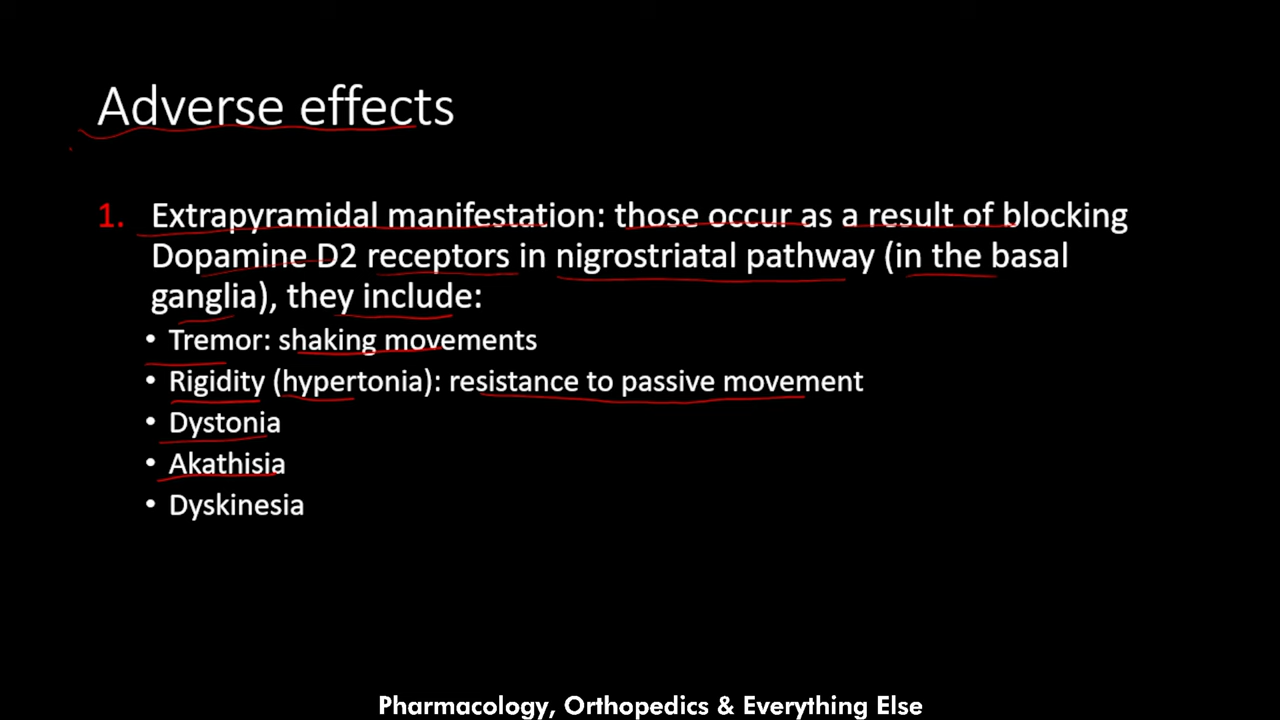 Adverse effects
1. Extrapyramidal manifestation: those occur as a result of blocking
Dopamine D2 receptors in nigrostriatal pathway (in the basal
ganglia), they include:
• Tremor: shaking movements
• Rigidity (hypertonia): resistance to passive movement
• Dystonia
• Akathisia
• Dyskinesia
Pharmacology, Orthopedics & Everything Else